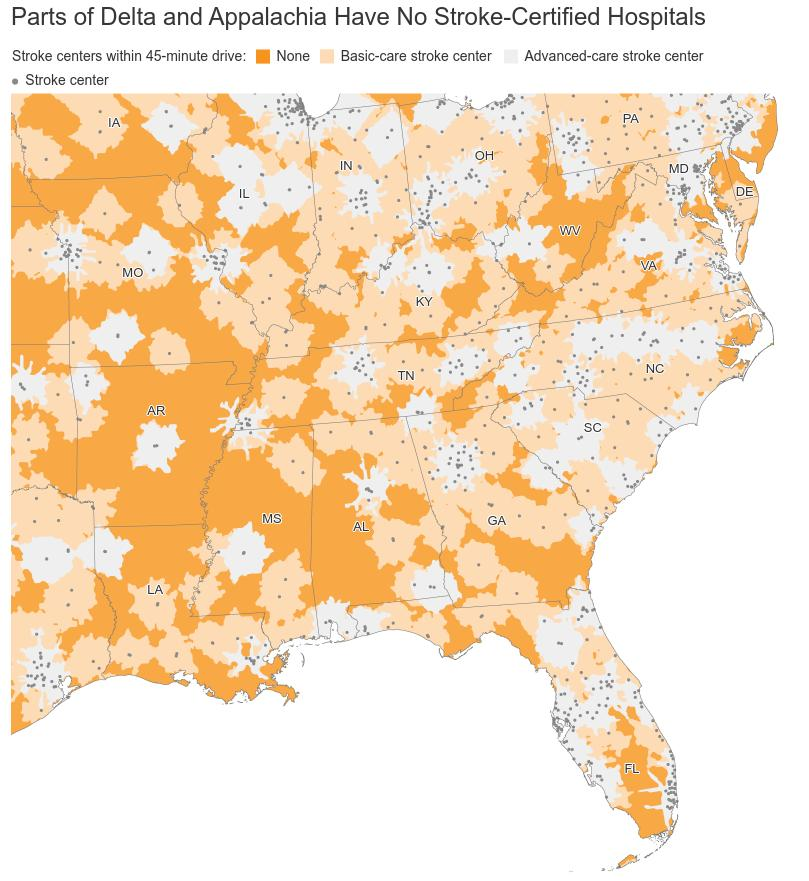 Parts of Delta and Appalachia Have No Stroke-Certified Hospitals
Stroke centers within 45-minute drive: None Basic-care stroke center Advanced-care stroke center
Stroke center
IA
PA
OH
IN
MD
IL
DE
WV
VA
MO
KY
NC
TN
AR
SC
MS
GA
AL
LA
FL